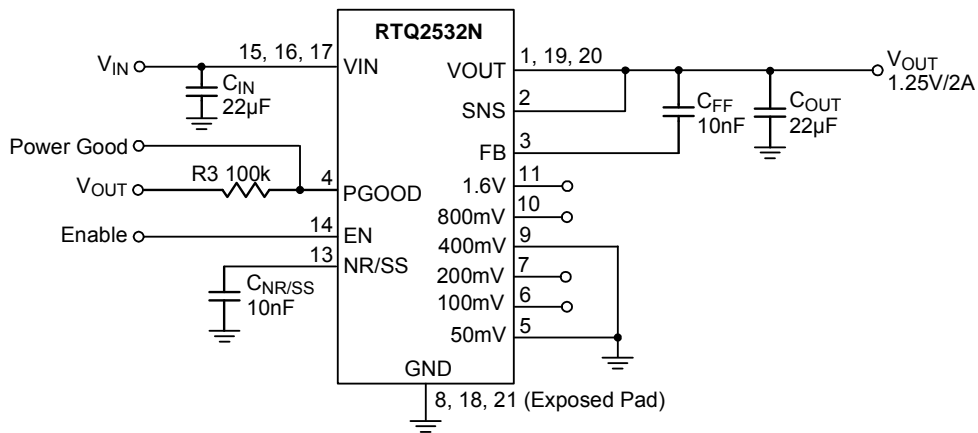 RTQ2532N
VIN
15, 16, 17
VIN
CIN
22µF
Power Good
VOUT
R3 100k
4
PGOOD
Enable
14
EN
13
NR/SS
CNR/SS
10nF
VOUT
1, 19, 20
SNS
2
FB
3
1.6V
11
800mV
10
400mV
9
200mV
7
100mV
6
50mV
5
CFF
10nF
COUT
22µF
VOUT
1.25V/2A
GND
8, 18, 21 (Exposed Pad)